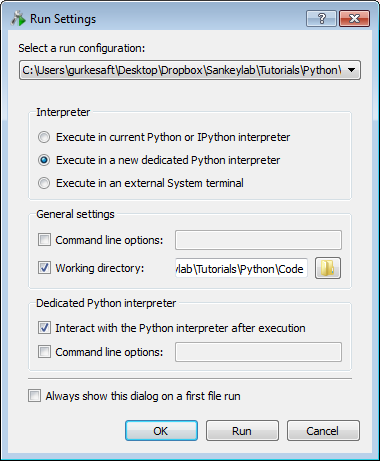 Run Settings
Select a run configuration:
C:\Users\gurkesaft\Desktop\Dropbox\Sankeylab\Tutorials\Python\
Interpreter
Execute in current Python or IPython interpreter
Execute in a new dedicated Python interpreter
Execute in an external System terminal
General settings
Command line options:
Working directory: ylab\Tutorials\Python\Code
Dedicated Python interpreter
Interact with the Python interpreter after execution
Command line options:
Always show this dialog on a first file run
OK Run Cancel